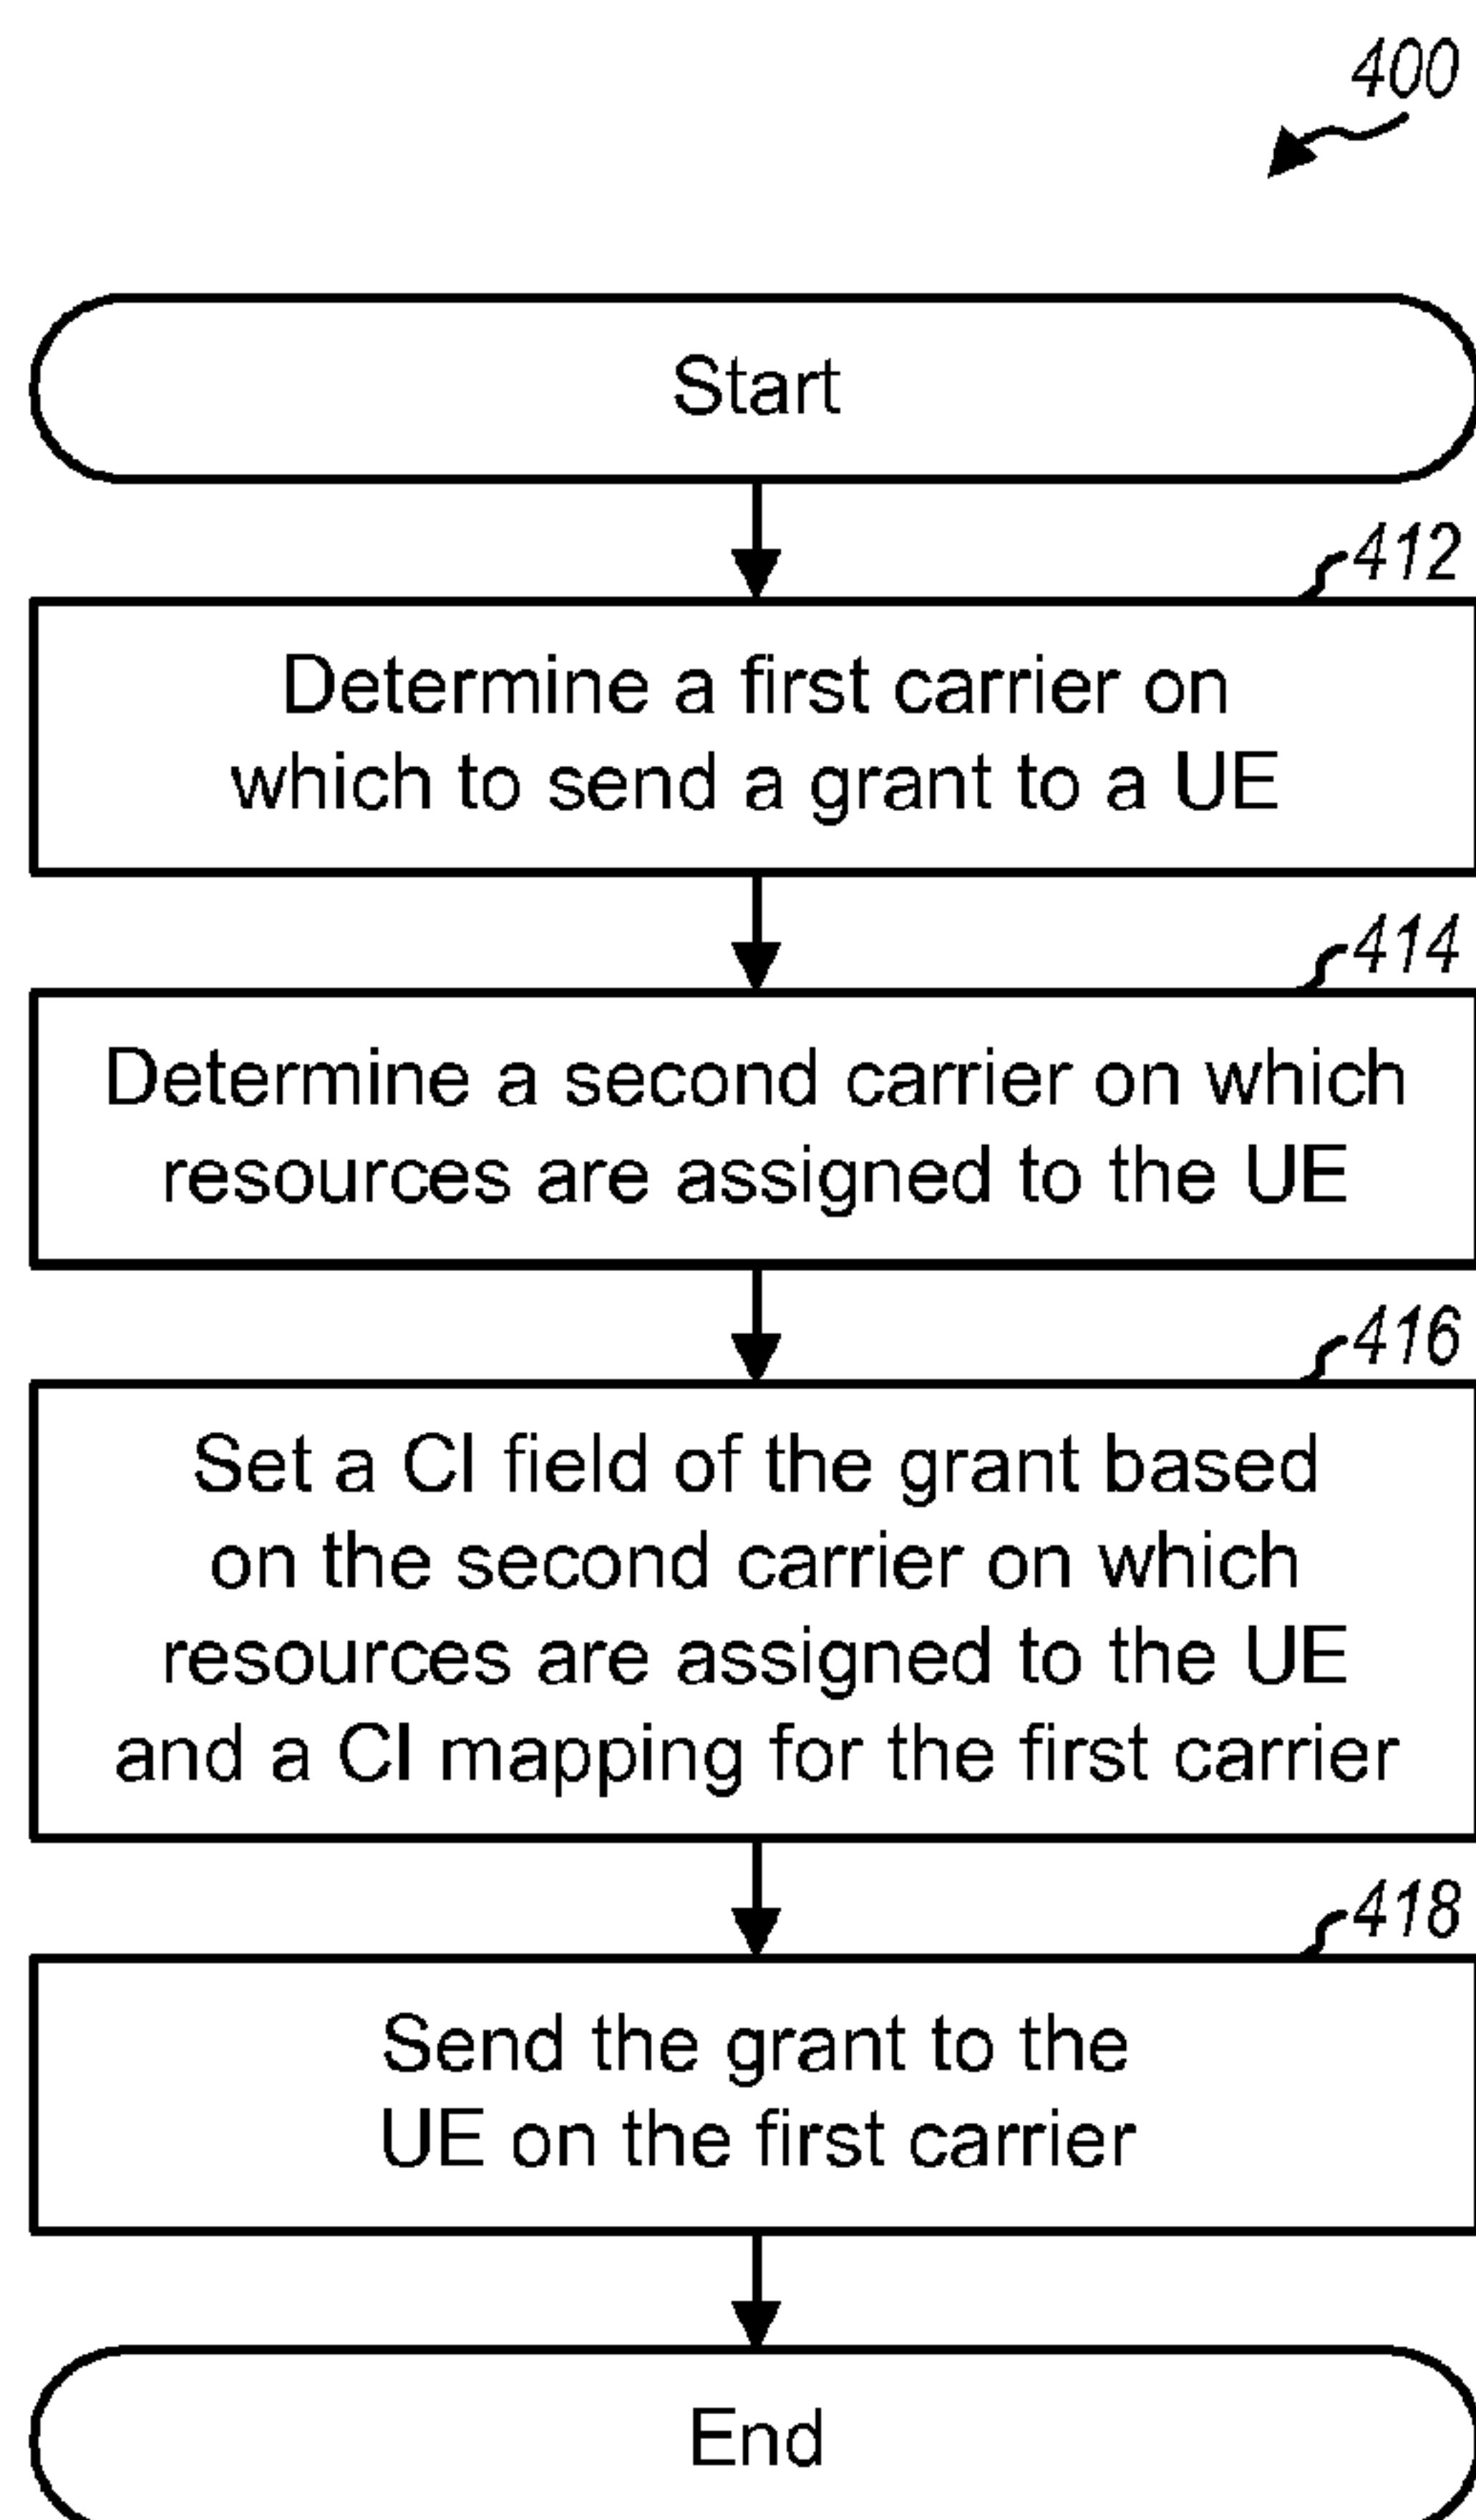 400
Start
412
Determine a first carrier on
which to send a grant to a UE
414
Determine a second carrier on which
resources are assigned to the UE
416
Set a CI field of the grant based
on the second carrier on which
resources are assigned to the UE
and a CI mapping for the first carrier
418
Send the grant to the
UE on the first carrier
End